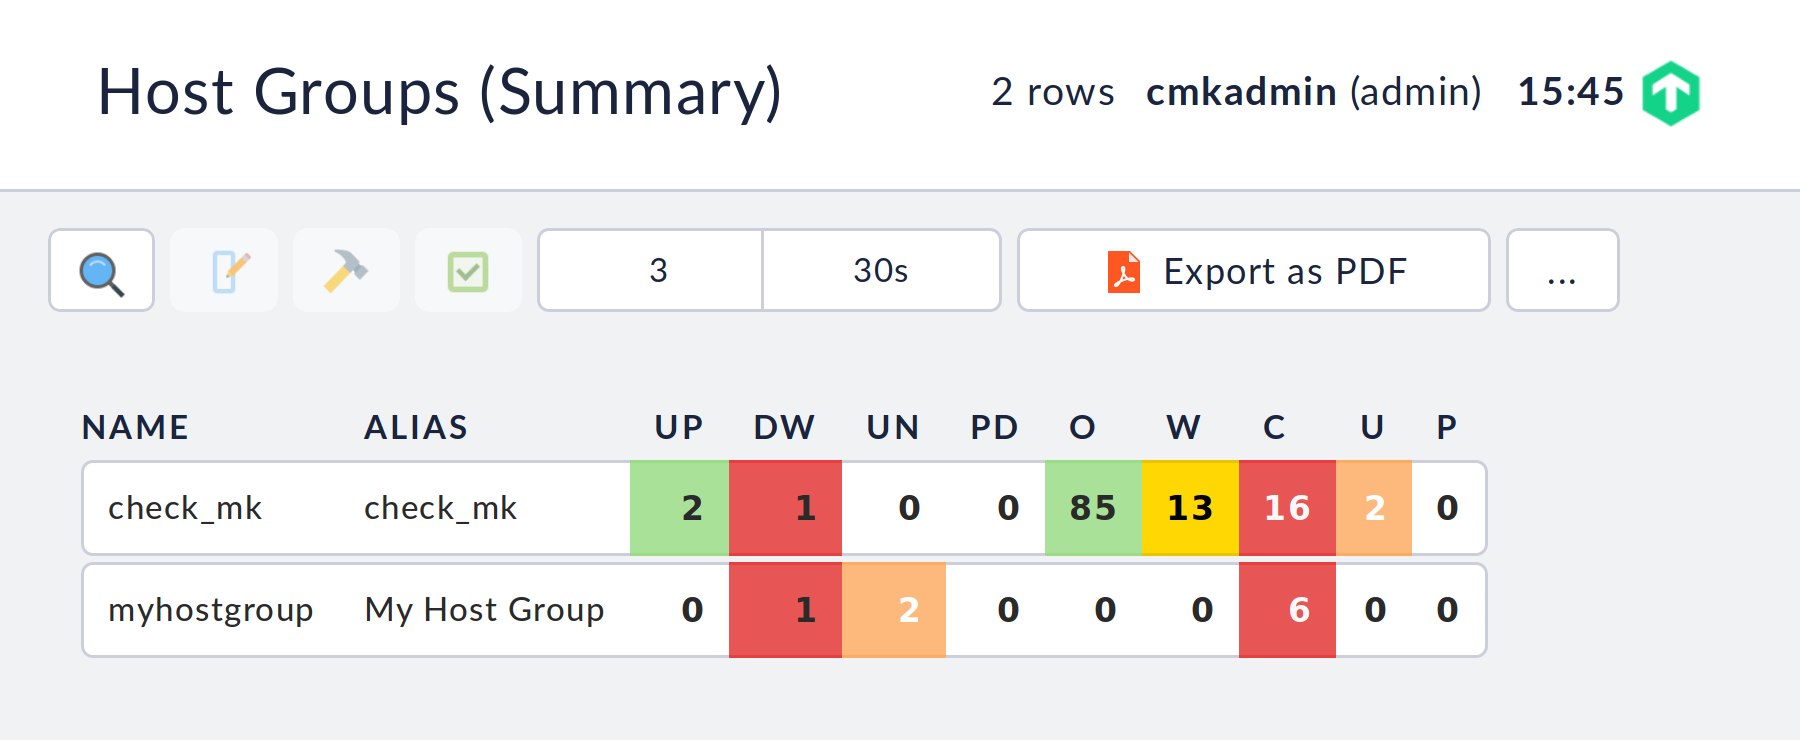 Host Groups (Summary) 2 rows cmkadmin (admin) 15:45
3 30s Export as PDF ...
NAME ALIAS UP DW UN PD O W C U P
check_mk check_mk 2 1 0 0 85 13 16 2 0
myhostgroup My Host Group 0 1 2 0 0 0 6 0 0